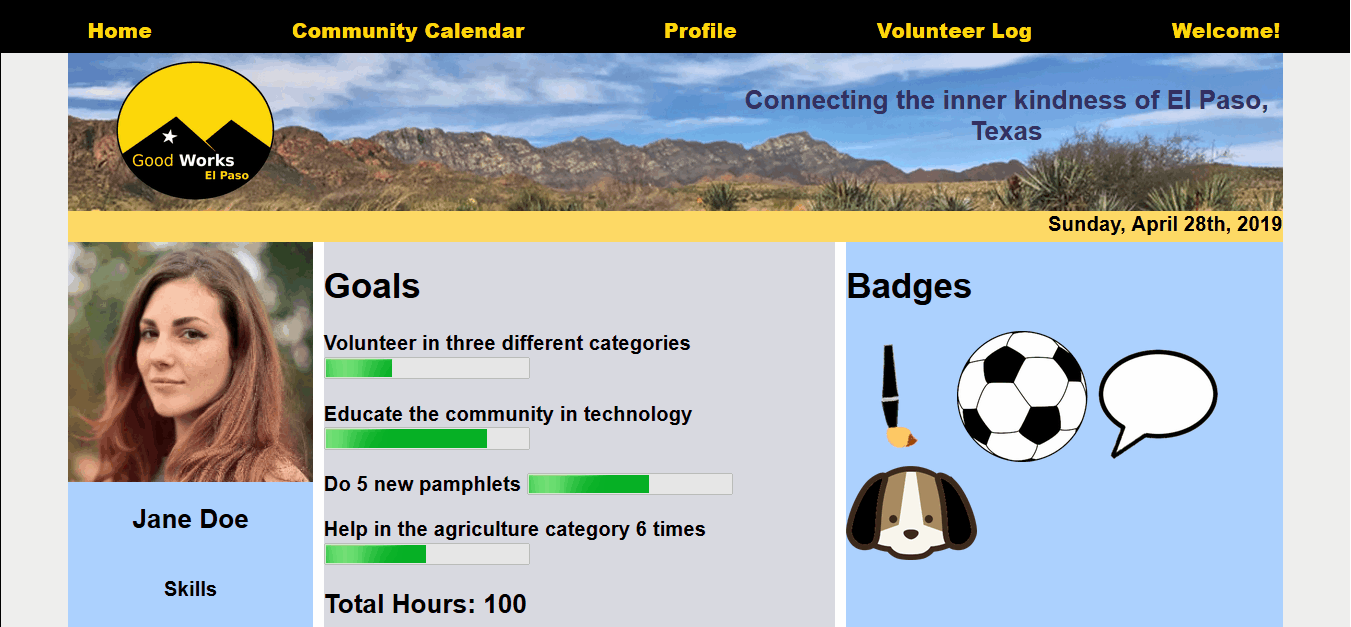 Home Community Calendar Profile Volunteer Log Welcome!
Good Works
El Paso
Connecting the inner kindness of El Paso,
Texas
Sunday, April 28th, 2019
Jane Doe
Skills
Goals
Volunteer in three different categories
Educate the community in technology
Do 5 new pamphlets
Help in the agriculture category 6 times
Total Hours: 100
Badges